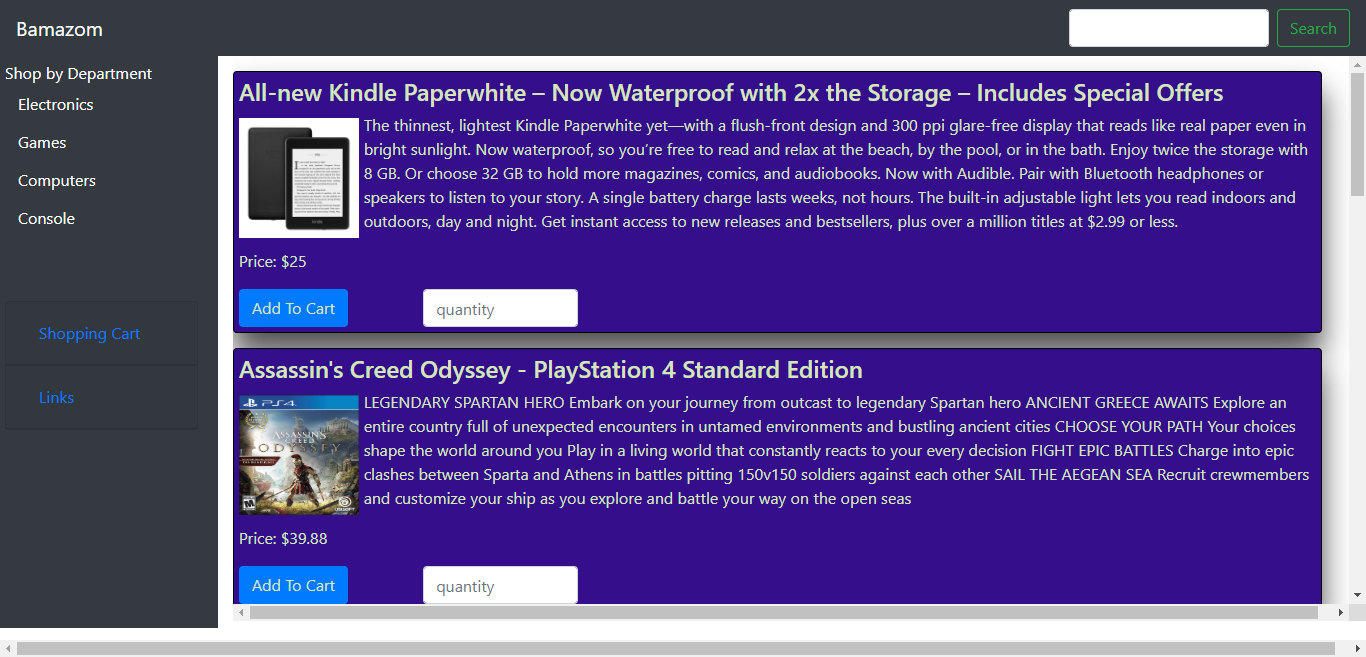 Bamazom
Search
Shop by Department
Electronics
Games
Computers
Console
Shopping Cart
Links
All-new Kindle Paperwhite – Now Waterproof with 2x the Storage – Includes Special Offers
The thinnest, lightest Kindle Paperwhite yet—with a flush-front design and 300 ppi glare-free display that reads like real paper even in
bright sunlight. Now waterproof, so you’re free to read and relax at the beach, by the pool, or in the bath. Enjoy twice the storage with
8 GB. Or choose 32 GB to hold more magazines, comics, and audiobooks. Now with Audible. Pair with Bluetooth headphones or
speakers to listen to your story. A single battery charge lasts weeks, not hours. The built-in adjustable light lets you read indoors and
outdoors, day and night. Get instant access to new releases and bestsellers, plus over a million titles at $2.99 or less.
Price: $25
Add To Cart
quantity
Assassin's Creed Odyssey - PlayStation 4 Standard Edition
PS4
ASSASSIN'S
CREED
ODYSSEY
UBISOFT
LEGENDARY SPARTAN HERO Embark on your journey from outcast to legendary Spartan hero ANCIENT GREECE AWAITS Explore an
entire country full of unexpected encounters in untamed environments and bustling ancient cities CHOOSE YOUR PATH Your choices
shape the world around you Play in a living world that constantly reacts to your every decision FIGHT EPIC BATTLES Charge into epic
clashes between Sparta and Athens in battles pitting 150v150 soldiers against each other SAIL THE AEGEAN SEA Recruit crewmembers
and customize your ship as you explore and battle your way on the open seas
Price: $39.88
Add To Cart
quantity